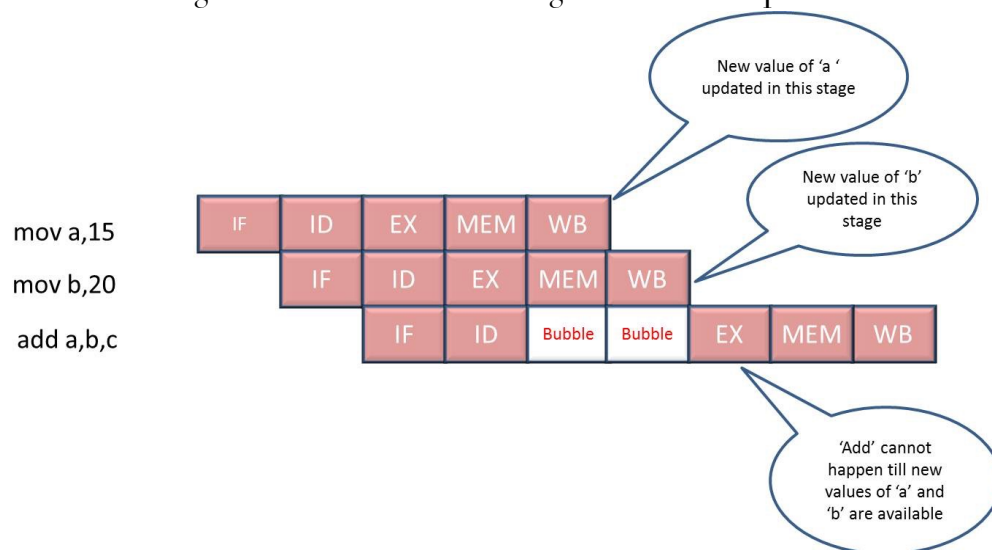 New value of ‘a ‘
updated in this stage
New value of ‘b’
updated in this
stage
mov a,15
IF ID EX MEM WB
mov b,20
IF ID EX MEM WB
add a,b,c
IF ID Bubble Bubble EX MEM WB
‘Add’ cannot
happen till new
values of ‘a’ and
‘b’ are available